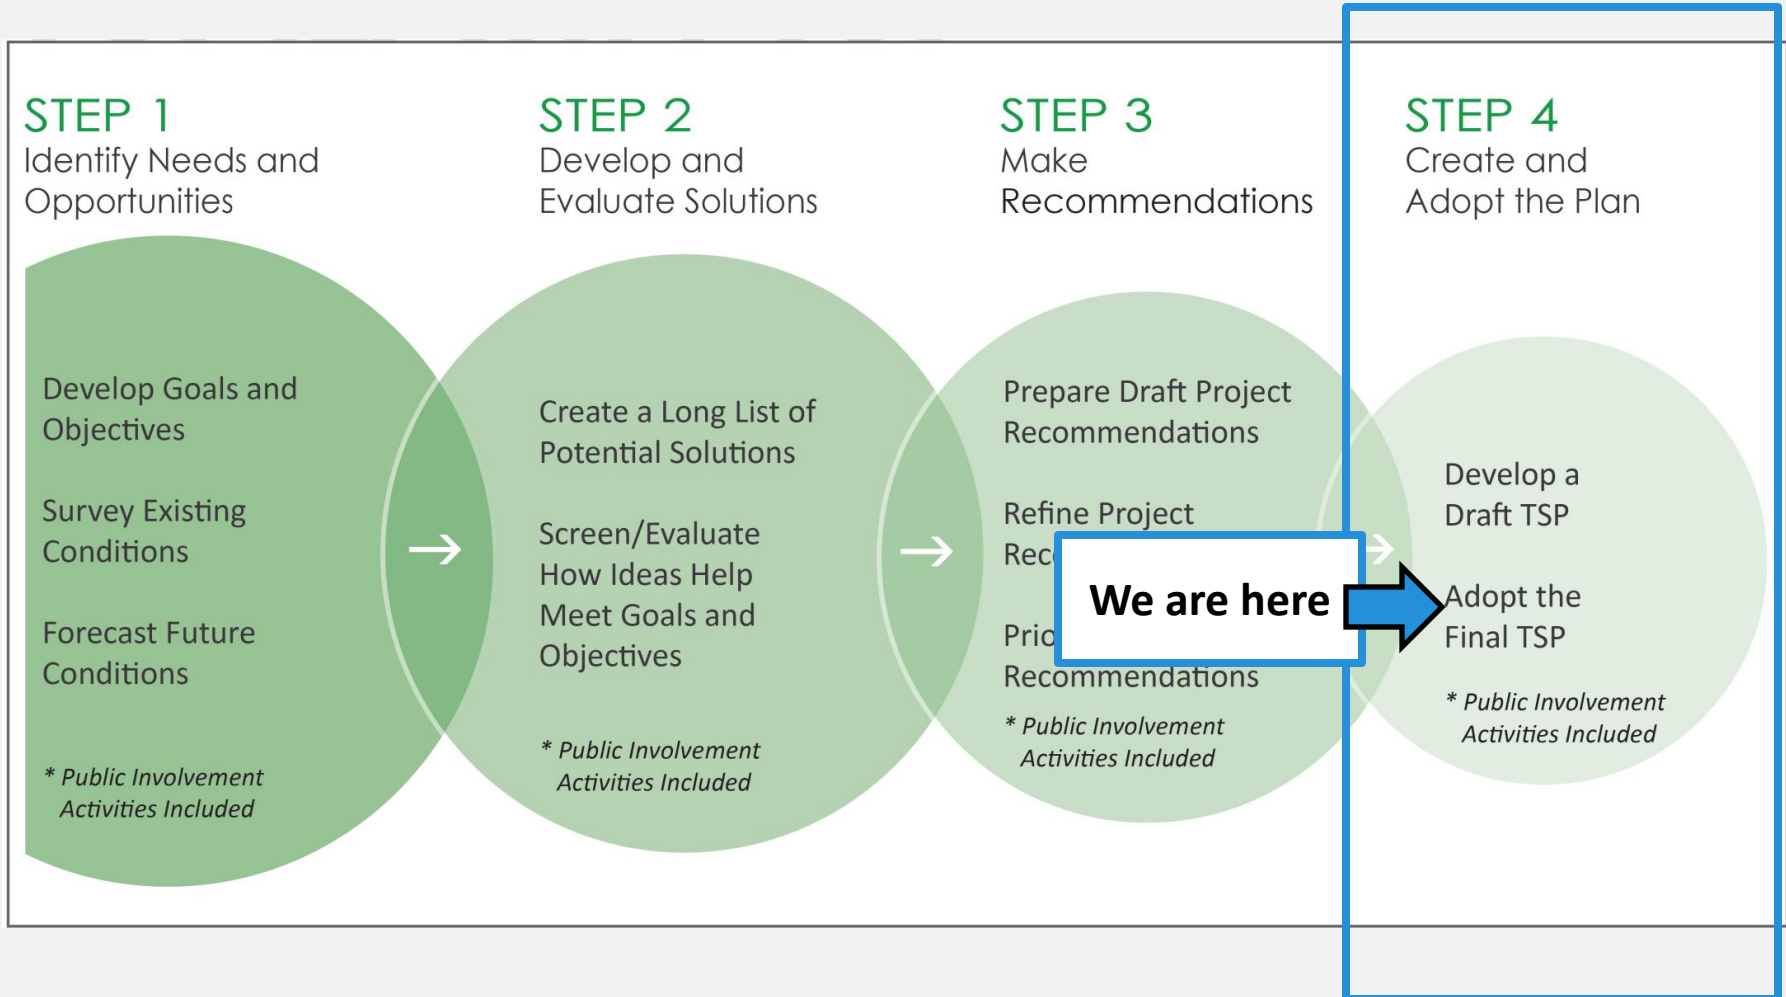 STEP 1
Identify Needs and
Opportunities
Develop Goals and
Objectives
Survey Existing
Conditions
Forecast Future
Conditions
* Public Involvement
Activities Included
STEP 2
Develop and
Evaluate Solutions
Create a Long List of
Potential Solutions
Screen/Evaluate
How Ideas Help
Meet Goals and
Objectives
* Public Involvement
Activities Included
STEP 3
Make
Recommendations
Prepare Draft Project
Recommendations
Refine Project
Recommendations
* Public Involvement
Activities Included
We are here
STEP 4
Create and
Adopt the Plan
Develop a
Draft TSP
Adopt the
Final TSP
* Public Involvement
Activities Included